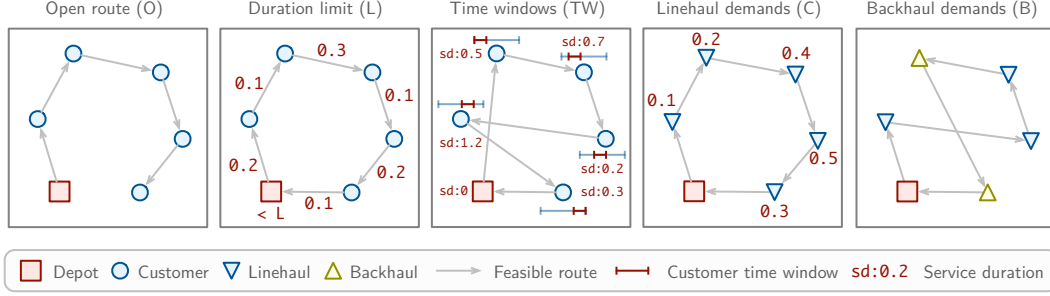 Open route (O)
Duration limit (L)
Time windows (TW)
Linehaul demands (C)
Backhaul demands (B)
0.3
0.1
0.1
0.2
0.2
0.1
< L
sd:0.5
sd:0.7
sd:1.2
sd:0.2
sd:0
sd:0.3
0.2
0.4
0.1
0.5
0.3
Depot Customer Linehaul Backhaul Feasible route Customer time window sd:0.2 Service duration